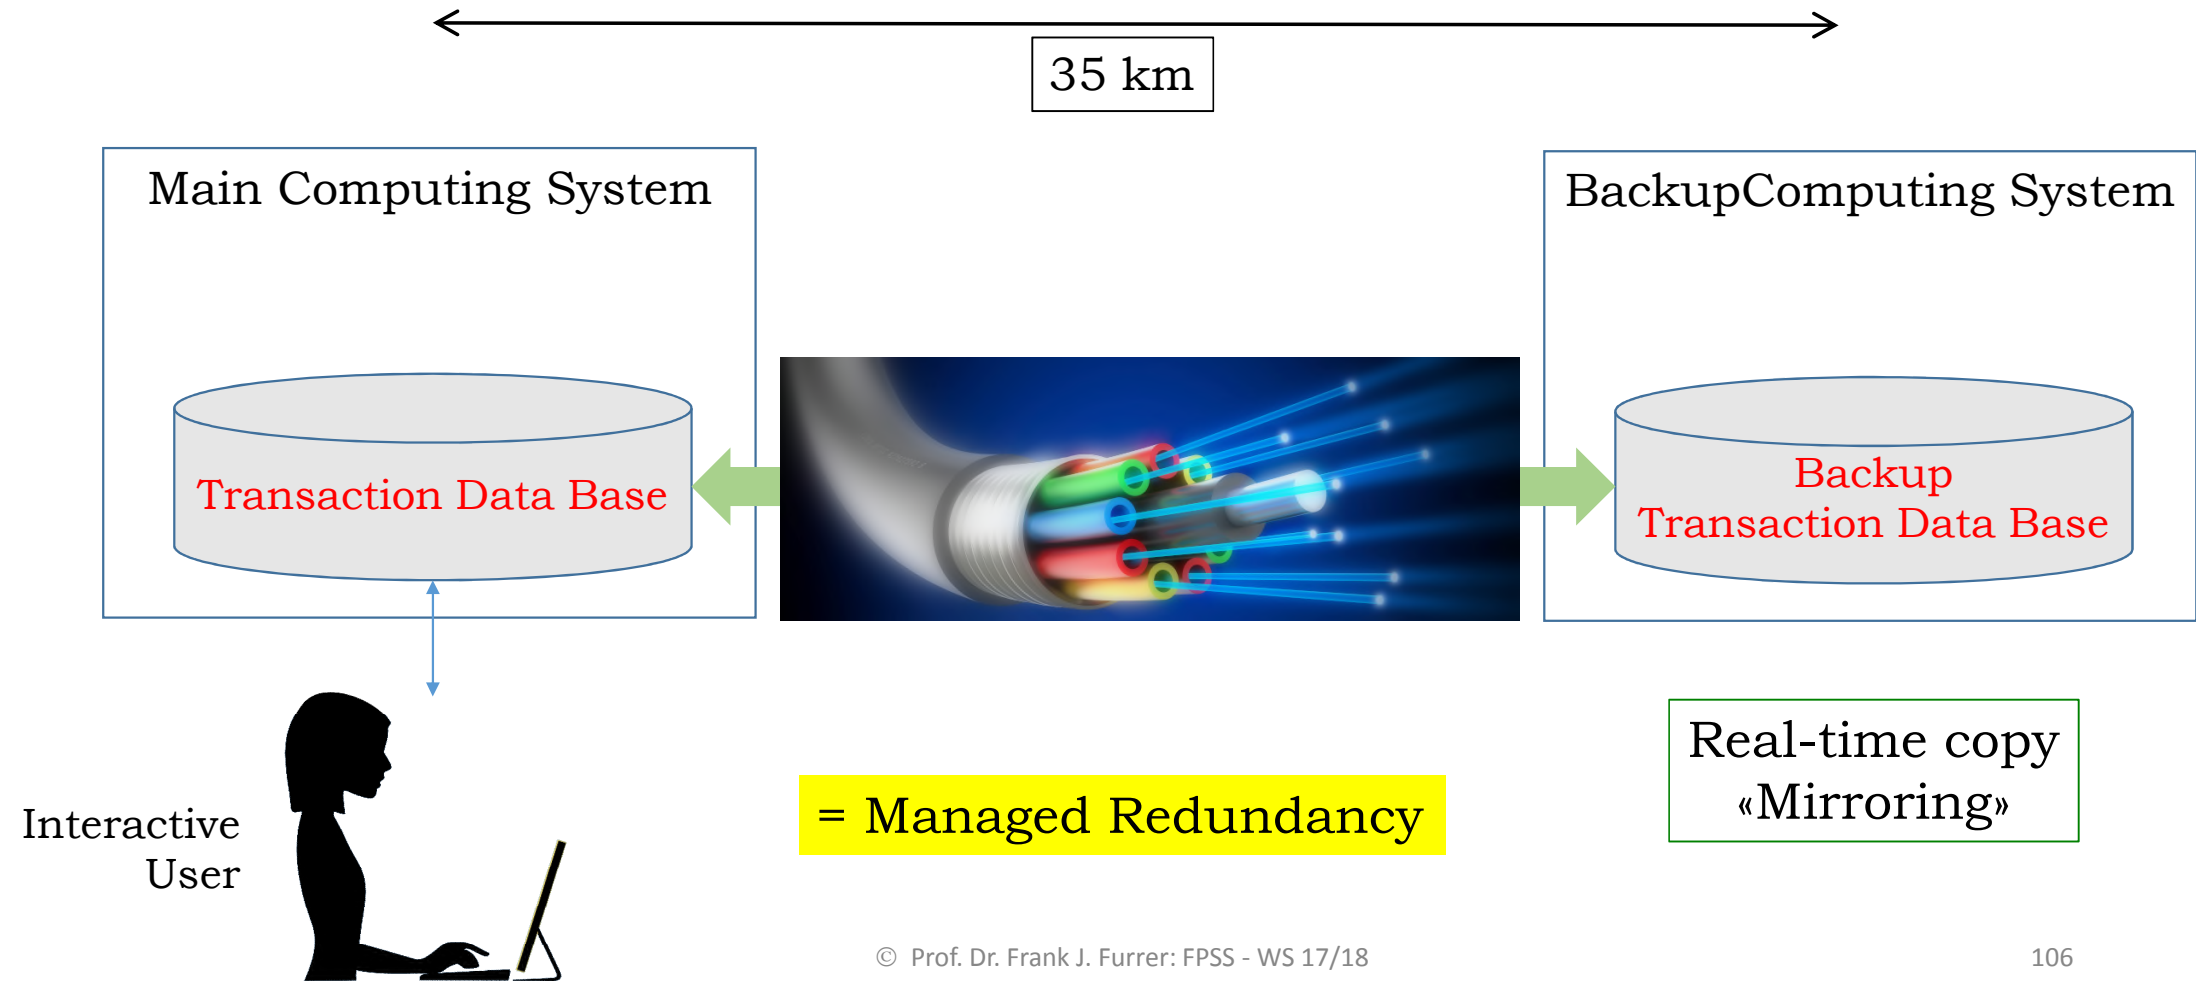 35 km
Main Computing System
BackupComputing System
Transaction Data Base
Backup
Transaction Data Base
Interactive
User
= Managed Redundancy
Real-time copy
«Mirroring»
© Prof. Dr. Frank J. Furrer: FPSS - WS 17/18
106